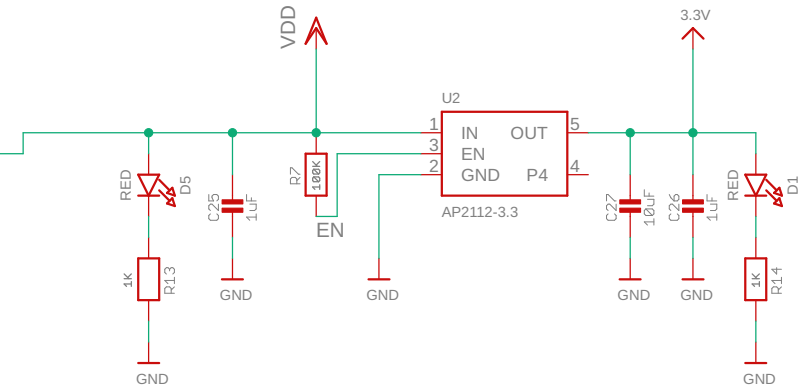 VDD
3.3V
U2
1 IN OUT 5
3 EN
2 GND P4 4
AP2112-3.3
RED
D5
C25
1uF
R7
100K
EN
C27
10uF
C26
1uF
RED
D1
1K
R13
GND
GND
GND
GND
1K
R14
GND
GND